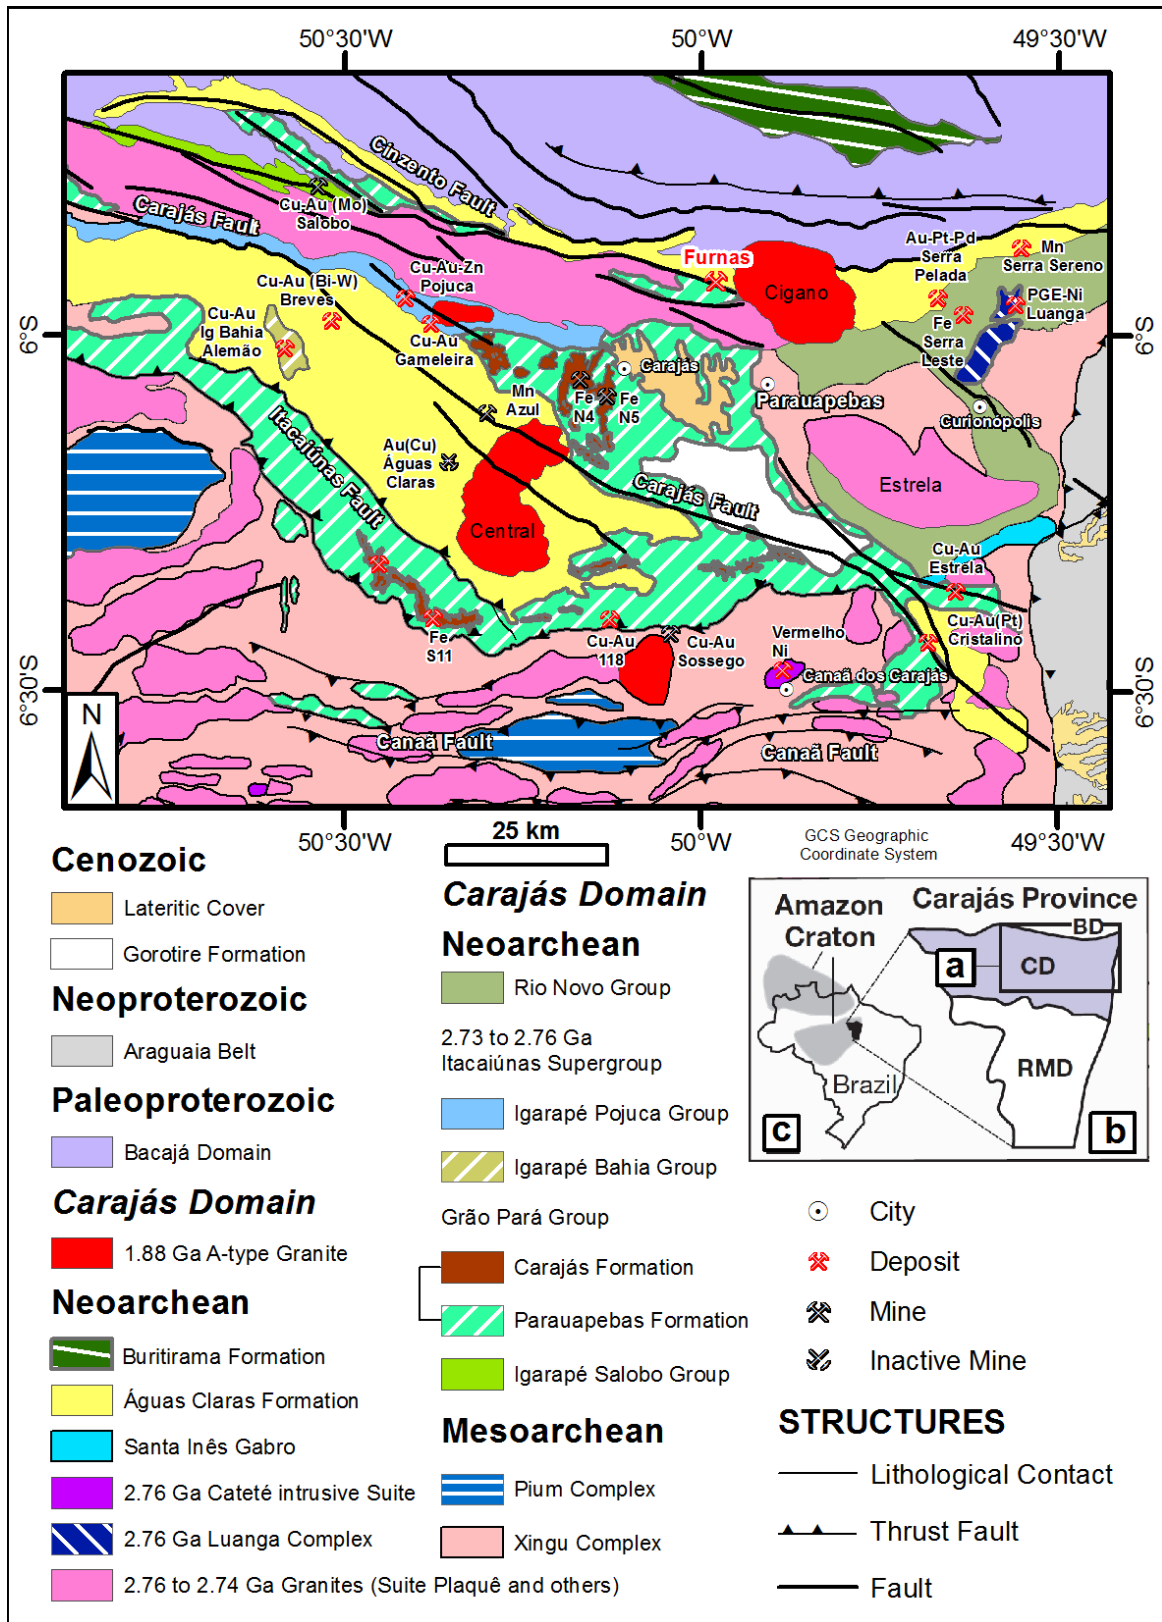 50°30'W
50°W
49°30'W
Cinzento Fault
Cu-Au (Mo)
Salobo
Carajás Fault
Furnas
Cigano
Au-Pt-Pd
Serra
Pelada
Mn
Serra Sereno
Cu-Au-Zn
Pojuca
Cu-Au (Bi-W)
Breves
PGE-Ni
Luanga
6°S
6°S
Cu-Au
Ig Bahia
Alemão
Cu-Au
Gameleira
Fe
Serra
Leste
Carajás
Mn
Azul
Fe
N4
Fe
N5
Parauapebas
Curionópolis
Itacaiúnas Fault
Au(Cu)
Águas
Claras
Carajás Fault
Estrela
Central
Cu-Au
Estrela
Fe
S11
Cu-Au
118
Cu-Au
Sossego
Vermelho
Ni
Cu-Au(Pt)
Cristalino
Canaã dos Carajás
6°30'S
6°30'S
N
Canaã Fault
Canaã Fault
50°30'W
25 km
50°W
49°30'W
GCS Geographic
Coordinate System
Cenozoic
Lateritic Cover
Gorotire Formation
Neoproterozoic
Araguaia Belt
Paleoproterozoic
Bacajá Domain
Carajás Domain
1.88 Ga A-type Granite
Neoarchean
Buritirama Formation
Águas Claras Formation
Santa Inês Gabro
2.76 Ga Cateté intrusive Suite
2.76 Ga Luanga Complex
2.76 to 2.74 Ga Granites (Suite Plaquê and others)
Carajás Domain
Neoarchean
Rio Novo Group
2.73 to 2.76 Ga
Itacaiúnas Supergroup
Igarapé Pojuca Group
Igarapé Bahia Group
Grão Pará Group
Carajás Formation
Parauapebas Formation
Igarapé Salobo Group
Mesoarchean
Pium Complex
Xingu Complex
Amazon
Craton
Carajás Province
BD
a
CD
RMD
Brazil
c
b
City
Deposit
Mine
Inactive Mine
STRUCTURES
Lithological Contact
Thrust Fault
Fault